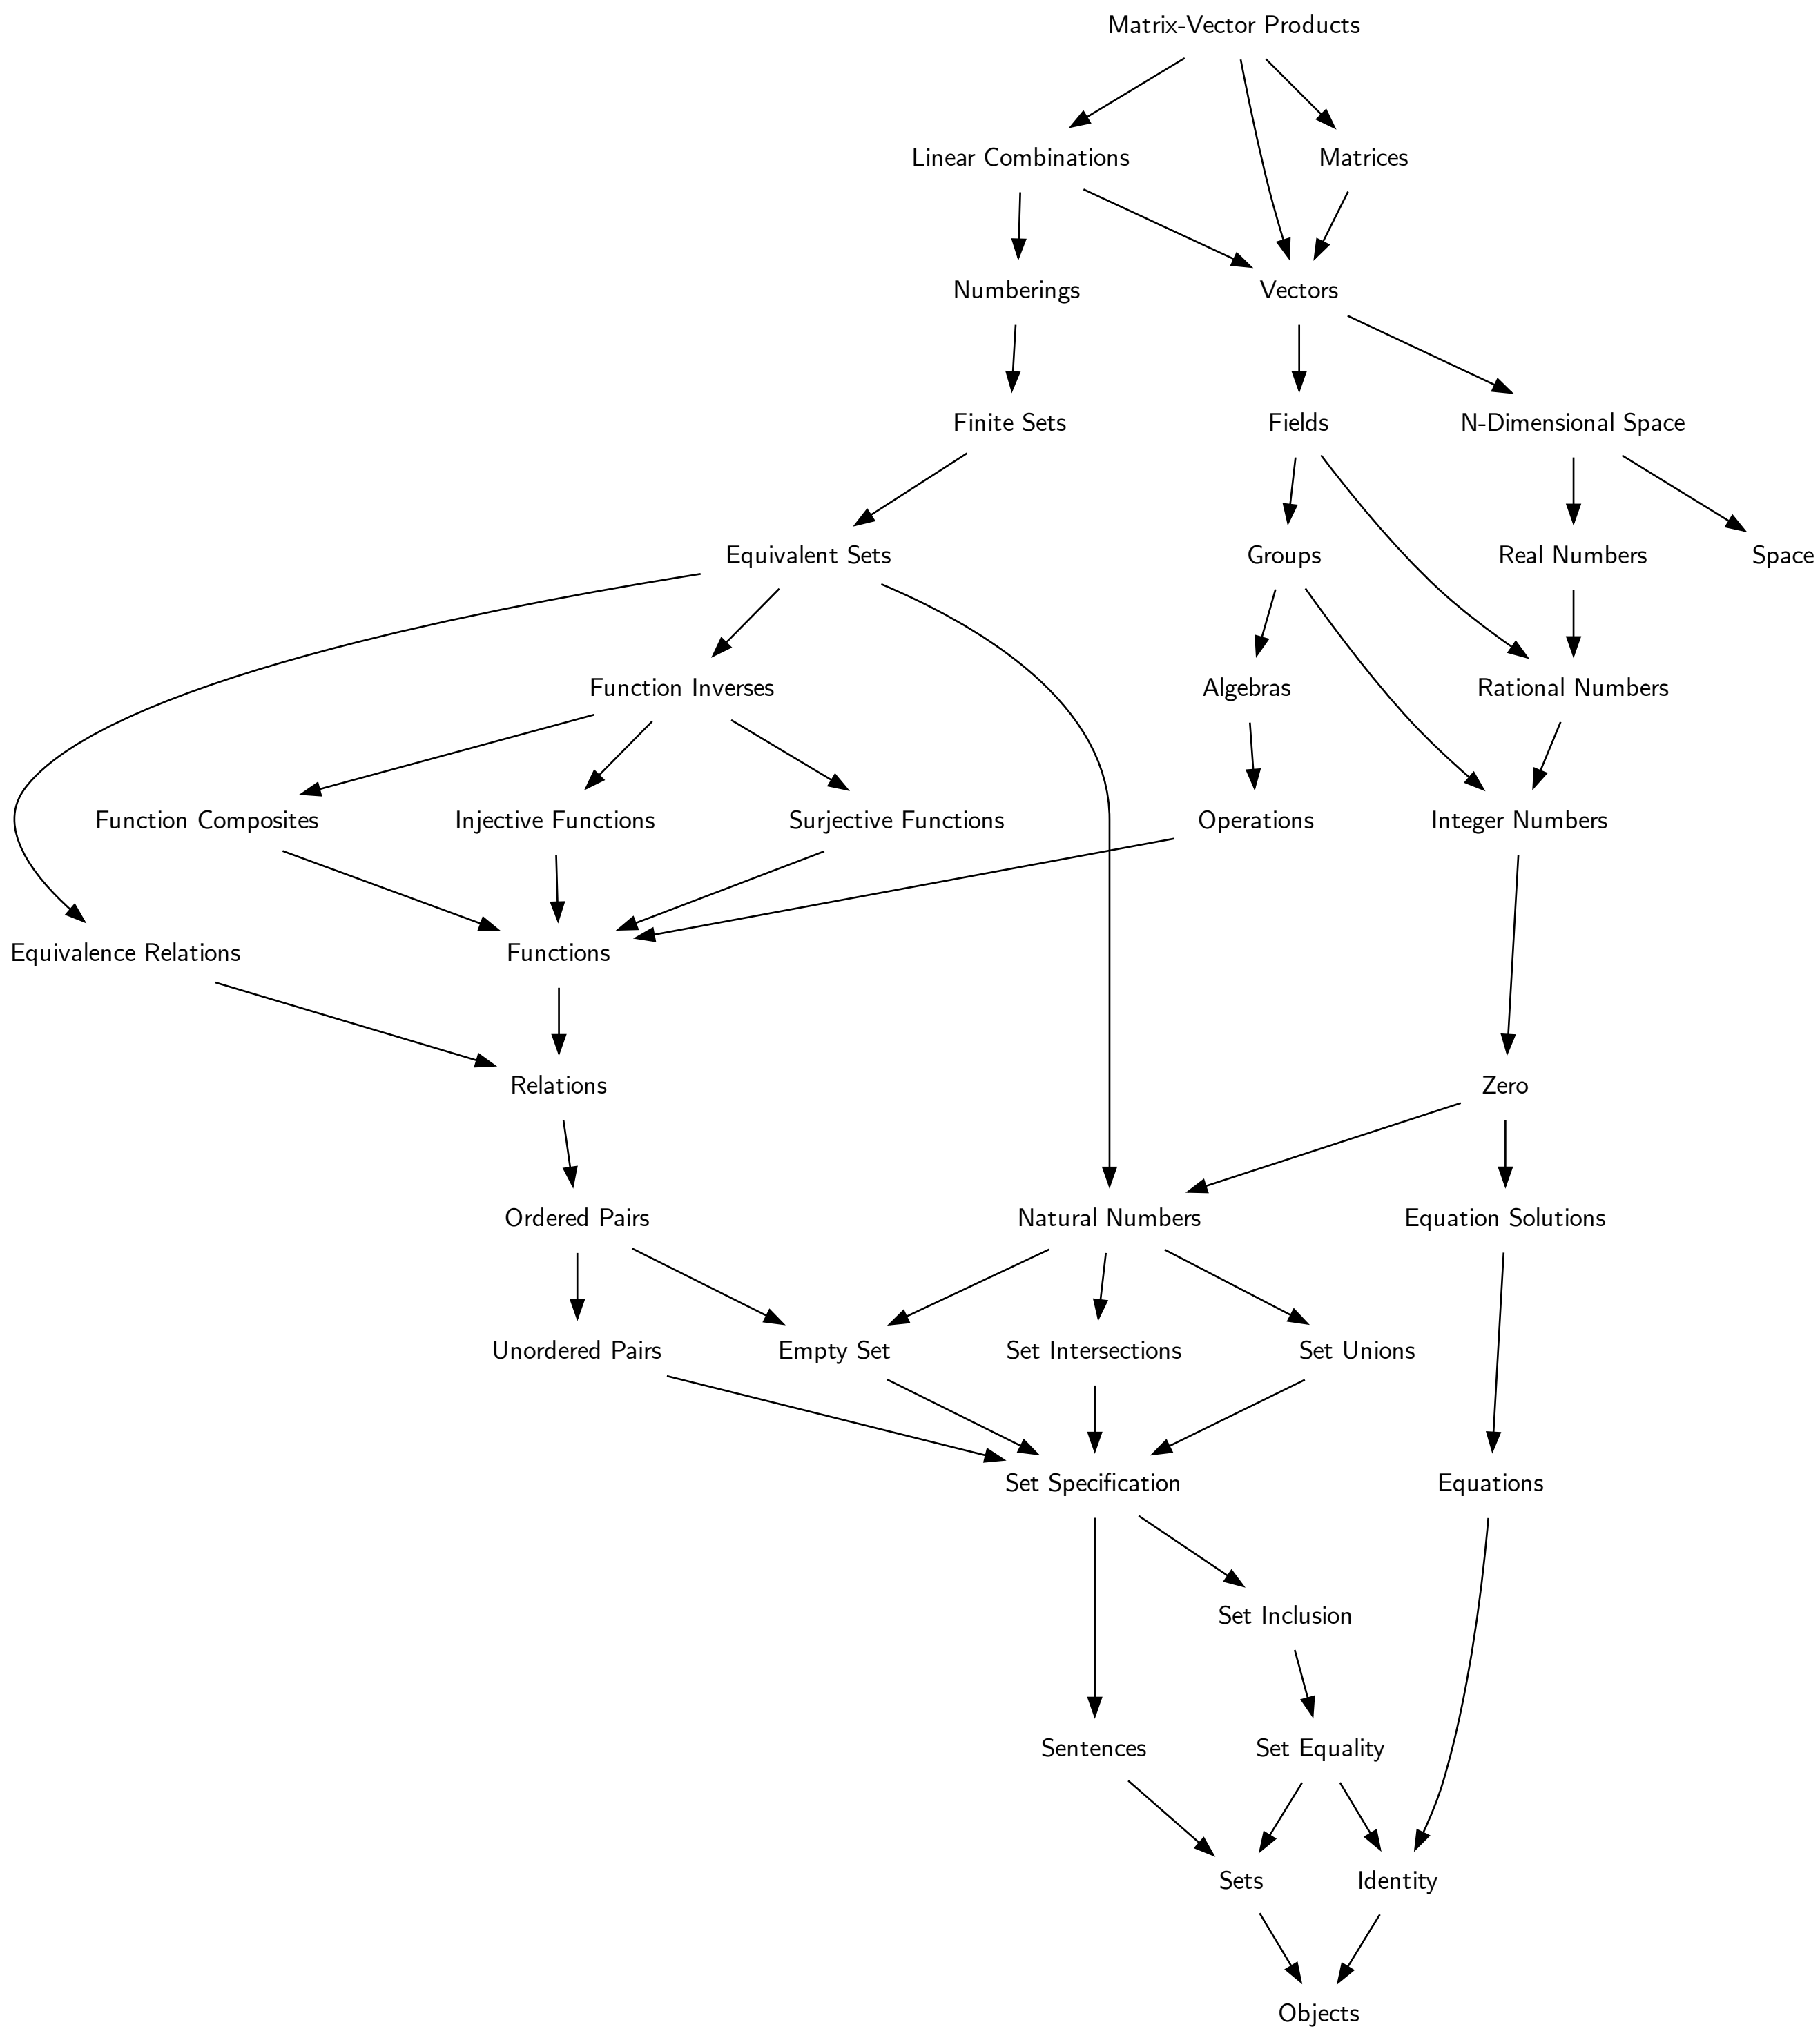 Matrix-Vector Products
Linear Combinations
Matrices
Numberings
Vectors
Finite Sets
Fields
N-Dimensional Space
Equivalent Sets
Groups
Real Numbers
Space
Function Inverses
Algebras
Rational Numbers
Function Composites
Injective Functions
Surjective Functions
Operations
Integer Numbers
Equivalence Relations
Functions
Relations
Zero
Ordered Pairs
Natural Numbers
Equation Solutions
Unordered Pairs
Empty Set
Set Intersections
Set Unions
Set Specification
Equations
Set Inclusion
Sentences
Set Equality
Sets
Identity
Objects